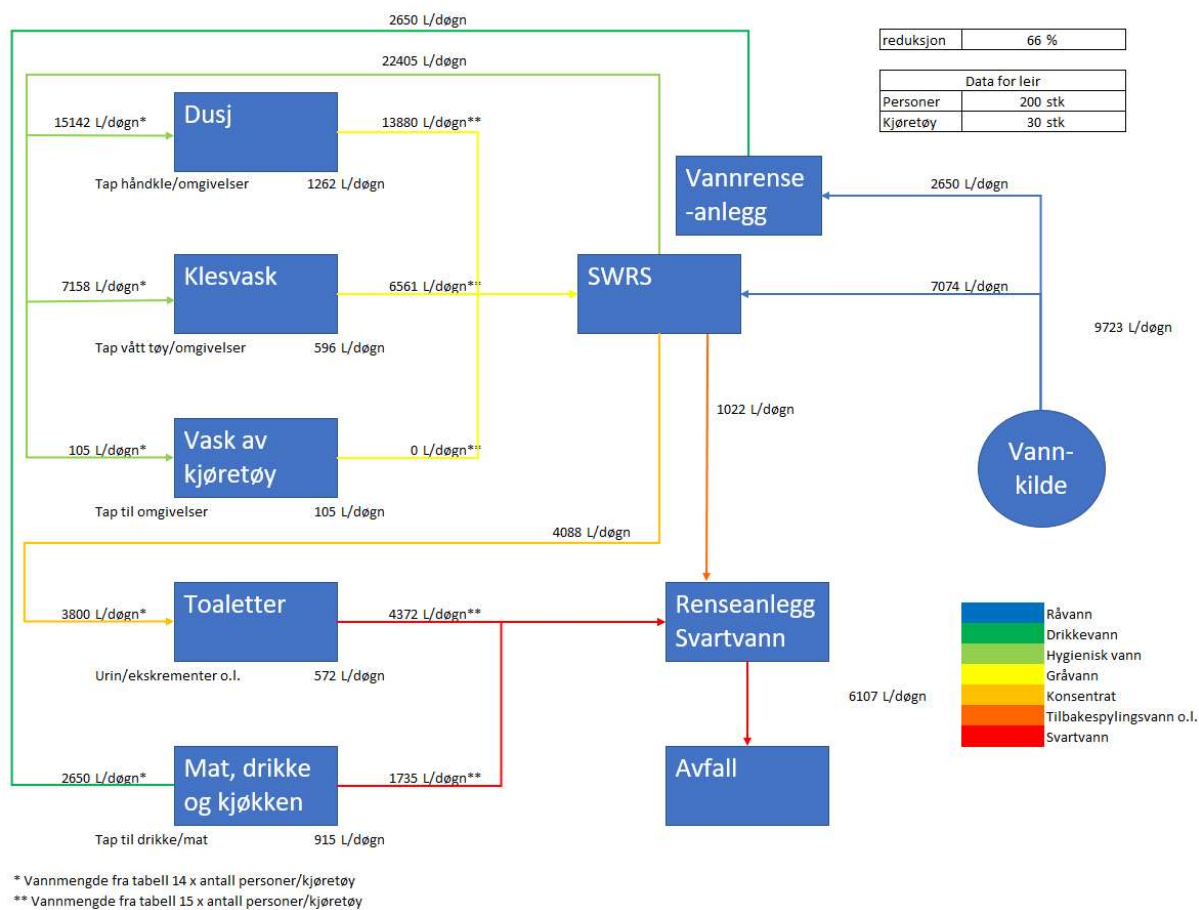 2650 L/døgn
reduksjon 66 %
22405 L/døgn
Data for leir
Personer 200 stk
Kjøretøy 30 stk
Dusj
15142 L/døgn*
13880 L/døgn**
Tap håndkle/omgivelser 1262 L/døgn
Vannrense
-anlegg
2650 L/døgn
Klesvask
7158 L/døgn*
6561 L/døgn**
SWRS
7074 L/døgn
9723 L/døgn
Tap vått tøy/omgivelser 596 L/døgn
1022 L/døgn
Vask av
kjøretøy
105 L/døgn*
0 L/døgn**
Vann-
kilde
Tap til omgivelser 105 L/døgn
4088 L/døgn
Toaletter
3800 L/døgn*
4372 L/døgn**
Renseanlegg
Svartvann
Urin/ekskrementer o.l. 572 L/døgn
Råvann
Drikkevann
Hygienisk vann
Gråvann
Konsentrat
Tilbakespylingsvann o.l.
Svartvann
6107 L/døgn
Mat, drikke
og kjøkken
2650 L/døgn*
1735 L/døgn**
Avfall
Tap til drikke/mat 915 L/døgn
* Vannmengde fra tabell 14 x antall personer/kjøretøy
** Vannmengde fra tabell 15 x antall personer/kjøretøy